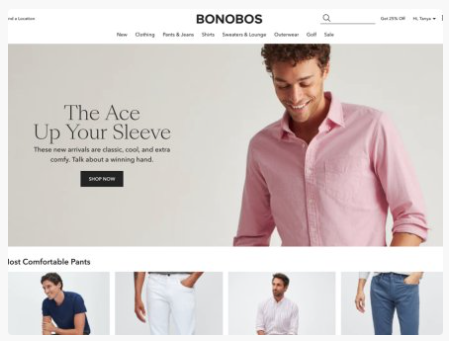 nd a Location
BONOBOS
Get 25% Off
Hi, Tanya
New Clothing Pants & Jeans Shirts Sweaters & Lounge Outerwear Golf Sale
The Ace
Up Your Sleeve
These new arrivals are classic, cool, and extra
comfy. Talk about a winning hand.
SHOP NOW
lost Comfortable Pants